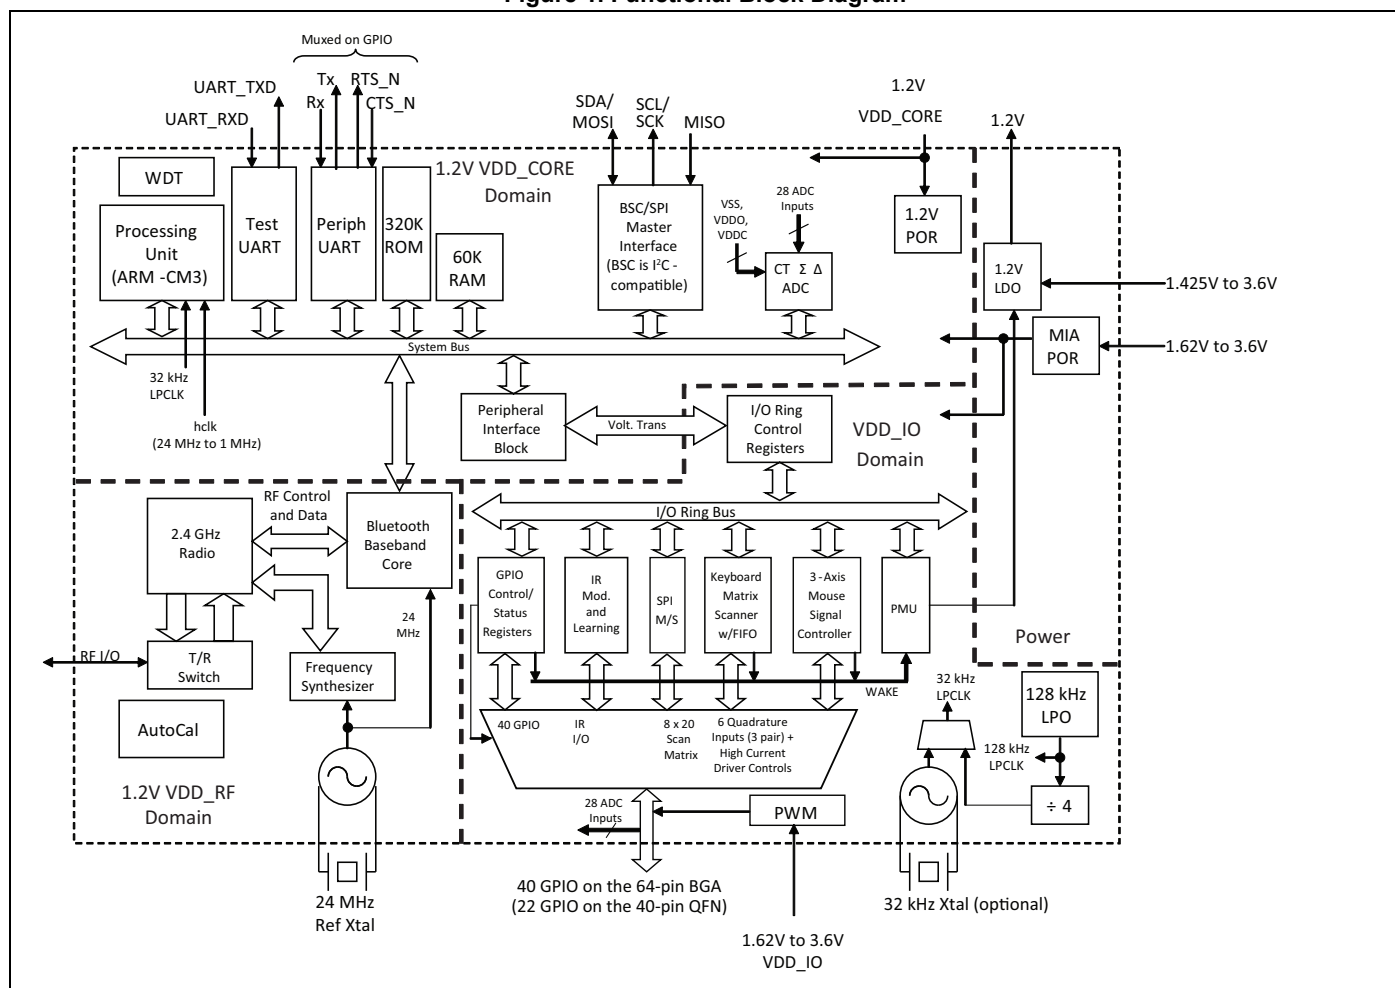 Figure 1. Functional Block Diagram
Muxed on GPIO
UART_TXD
Tx
RTS_N
Rx
CTS_N
UART_RXD
SDA/
MOSI
SCL/
SCK
MISO
1.2V
VDD_CORE
1.2V
1.2V VDD_CORE
Domain
WDT
Processing
Unit
(ARM -CM3)
Test
UART
Periph
UART
320K
ROM
60K
RAM
BSC/SPI
Master
Interface
(BSC is I²C -
compatible)
VSS,
VDDO,
VDDC
28 ADC
Inputs
CT Σ Δ
ADC
1.2V
POR
1.2V
LDO
1.425V to 3.6V
MIA
POR
1.62V to 3.6V
System Bus
32 kHz
LPCLK
hclk
(24 MHz to 1 MHz)
Peripheral
Interface
Block
Volt. Trans
I/O Ring
Control
Registers
VDD_IO
Domain
RF Control
and Data
2.4 GHz
Radio
Bluetooth
Baseband
Core
I/O Ring Bus
GPIO
Control/
Status
Registers
IR
Mod.
and
Learning
SPI
M/S
Keyboard
Matrix
Scanner
w/FIFO
3-Axis
Mouse
Signal
Controller
PMU
24
MHz
Power
RF I/O
T/R
Switch
Frequency
Synthesizer
WAKE
32 kHz
LPCLK
128 kHz
LPO
AutoCal
40 GPIO
IR
I/O
8 x 20
Scan
Matrix
6 Quadrature
Inputs (3 pair) +
High Current
Driver Controls
128 kHz
LPCLK
÷ 4
1.2V VDD_RF
Domain
28 ADC
Inputs
PWM
24 MHz
Ref Xtal
40 GPIO on the 64-pin BGA
(22 GPIO on the 40-pin QFN)
32 kHz Xtal (optional)
1.62V to 3.6V
VDD_IO